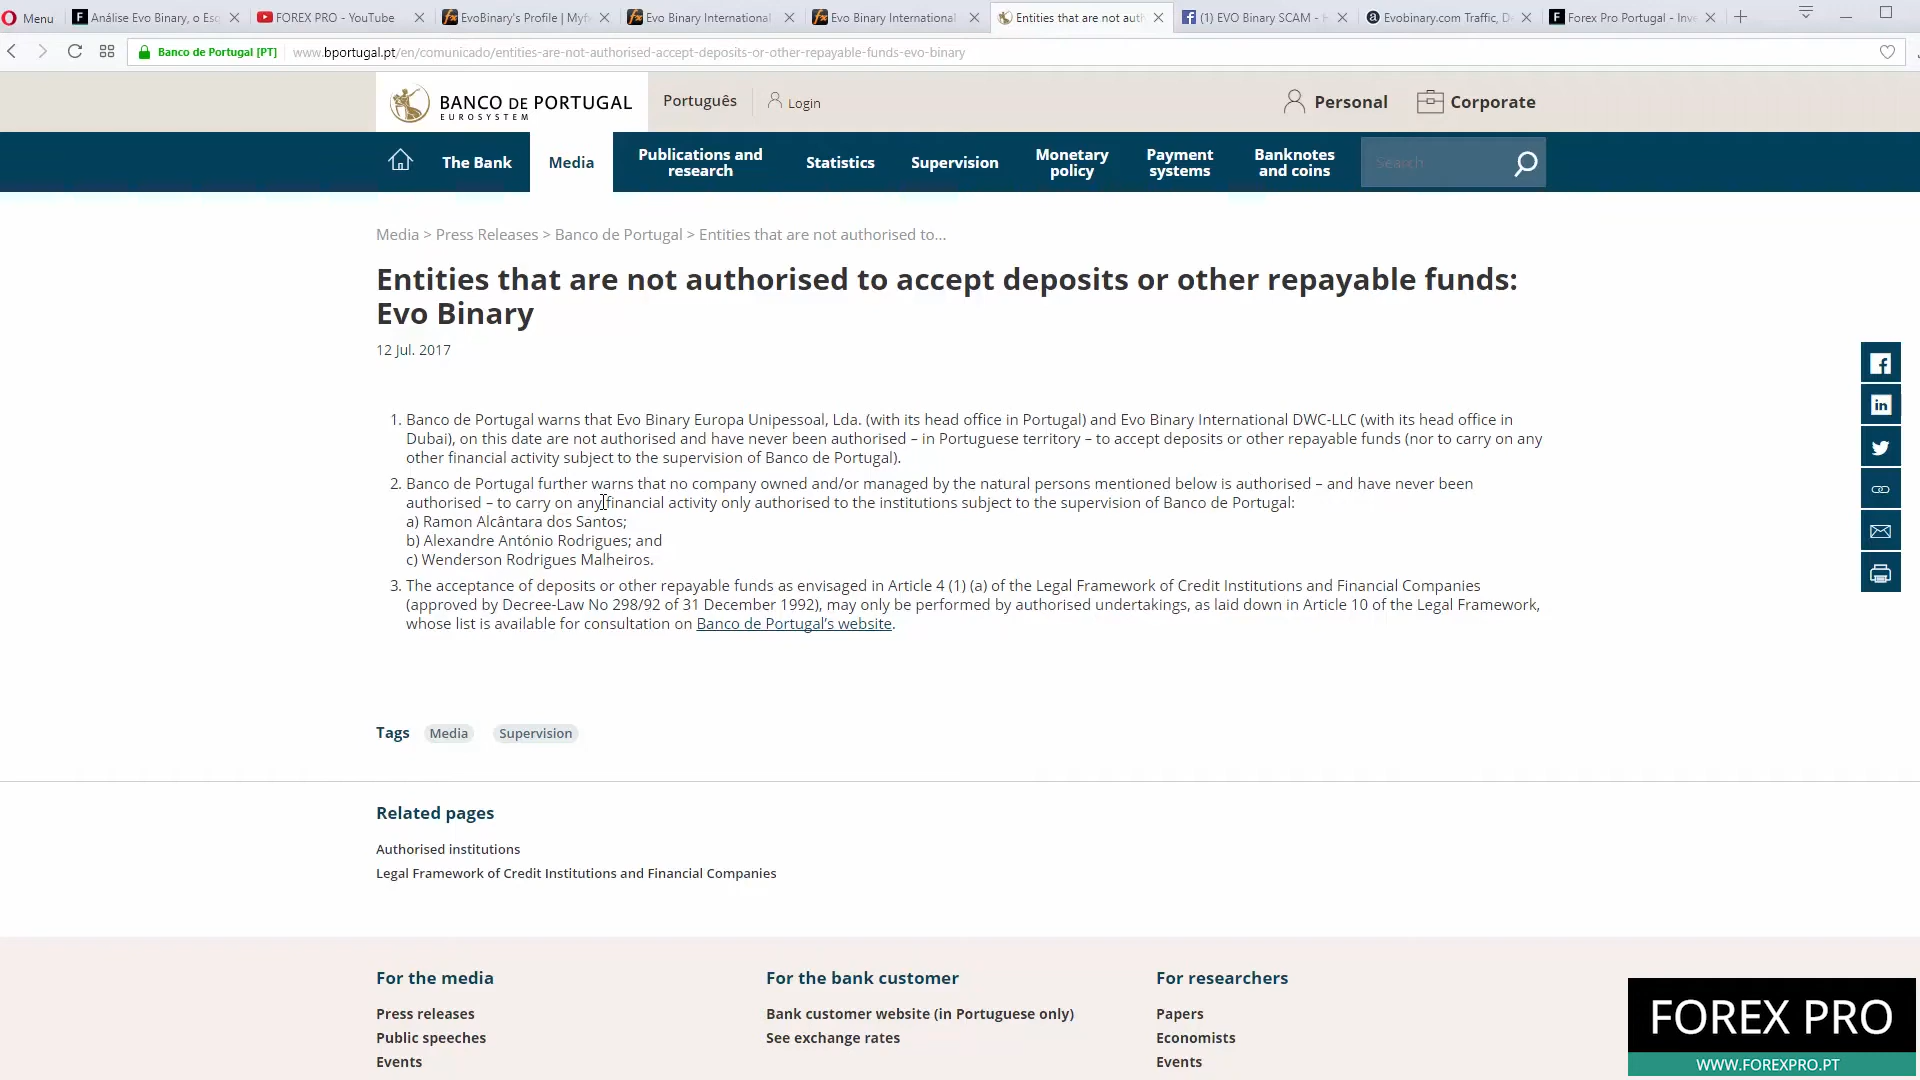 Menu
Análise Evo Binary, o Esq
FOREX PRO - YouTube
EvoBinary's Profile | Myfx
Evo Binary International
Evo Binary International
Entities that are not auth
(1) EVO Binary SCAM -
Evobinary.com Traffic, D
Forex Pro Portugal - Inve
Banco de Portugal [PT]
www.bportugal.pt/en/comunicado/entities-are-not-authorised-accept-deposits-or-other-repayable-funds-evo-binary
BANCO DE PORTUGAL
EUROSYSTEM
Português
Login
Personal
Corporate
The Bank
Media
Publications and
research
Statistics
Supervision
Monetary
policy
Payment
systems
Banknotes
and coins
Search
Media > Press Releases > Banco de Portugal > Entities that are not authorised to...
Entities that are not authorised to accept deposits or other repayable funds:
Evo Binary
12 Jul. 2017
1. Banco de Portugal warns that Evo Binary Europa Unipessoal, Lda. (with its head office in Portugal) and Evo Binary International DWC-LLC (with its head office in
Dubai), on this date are not authorised and have never been authorised – in Portuguese territory – to accept deposits or other repayable funds (nor to carry on any
other financial activity subject to the supervision of Banco de Portugal).
2. Banco de Portugal further warns that no company owned and/or managed by the natural persons mentioned below is authorised – and have never been
authorised – to carry on any financial activity only authorised to the institutions subject to the supervision of Banco de Portugal:
a) Ramon Alcântara dos Santos;
b) Alexandre António Rodrigues; and
c) Wenderson Rodrigues Malheiros.
3. The acceptance of deposits or other repayable funds as envisaged in Article 4 (1) (a) of the Legal Framework of Credit Institutions and Financial Companies
(approved by Decree-Law No 298/92 of 31 December 1992), may only be performed by authorised undertakings, as laid down in Article 10 of the Legal Framework,
whose list is available for consultation on Banco de Portugal's website.
Tags
Media
Supervision
Related pages
Authorised institutions
Legal Framework of Credit Institutions and Financial Companies
For the media
Press releases
Public speeches
Events
For the bank customer
Bank customer website (in Portuguese only)
See exchange rates
For researchers
Papers
Economists
Events
FOREX PRO
WWW.FOREXPRO.PT